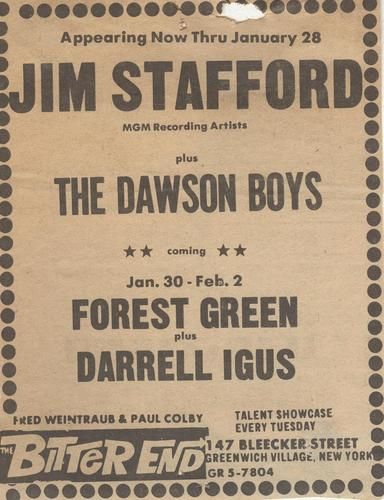 Appearing Now Thru January 28
JIM STAFFORD
MGM Recording Artists
plus
THE DAWSON BOYS
★★ coming ★★
Jan. 30 - Feb. 2
FOREST GREEN
plus
DARRELL IGUS
FRED WEINTRAUB & PAUL COLBY
THE BITTER END
TALENT SHOWCASE
EVERY TUESDAY
147 BLEECKER STREET
GREENWICH VILLAGE, NEW YORK
GR 5-7804